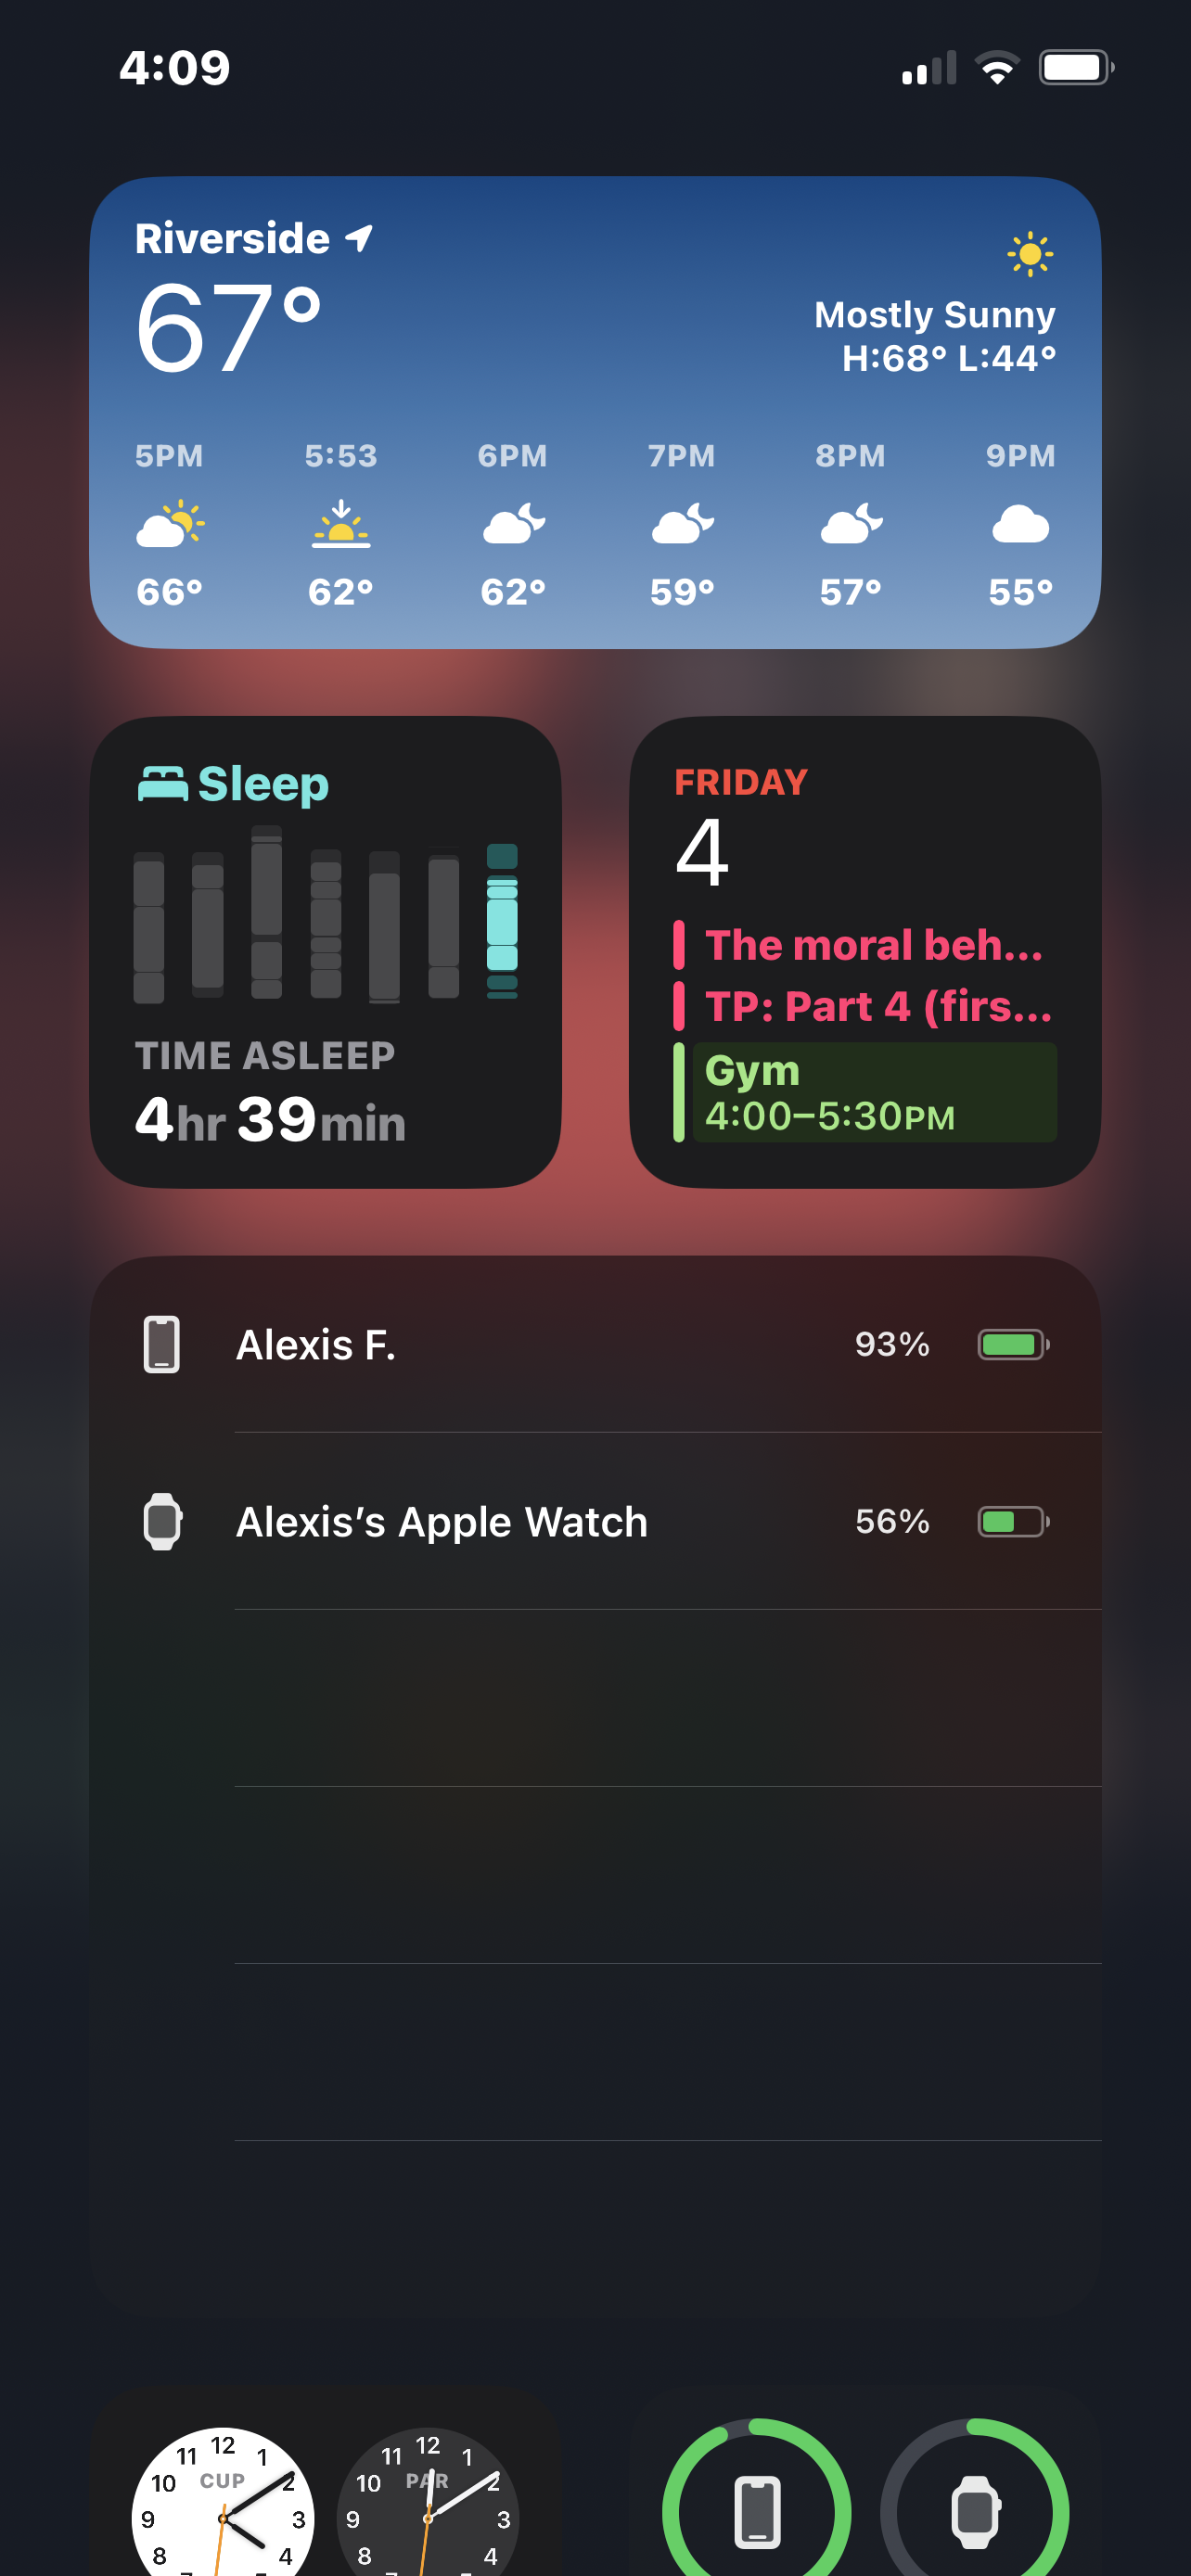 4:09
Riverside
67°
Mostly Sunny
H:68° L:44°
5PM 5:53 6PM 7PM 8PM 9PM
66° 62° 62° 59° 57° 55°
Sleep
TIME ASLEEP
4hr 39min
FRIDAY
4
The moral beh...
TP: Part 4 (firs...
Gym
4:00–5:30PM
Alexis F. 93%
Alexis’s Apple Watch 56%
12
11 1
10 CUP 2
9 3
8 4
12
11 1
10 PAR 2
9 3
8 4